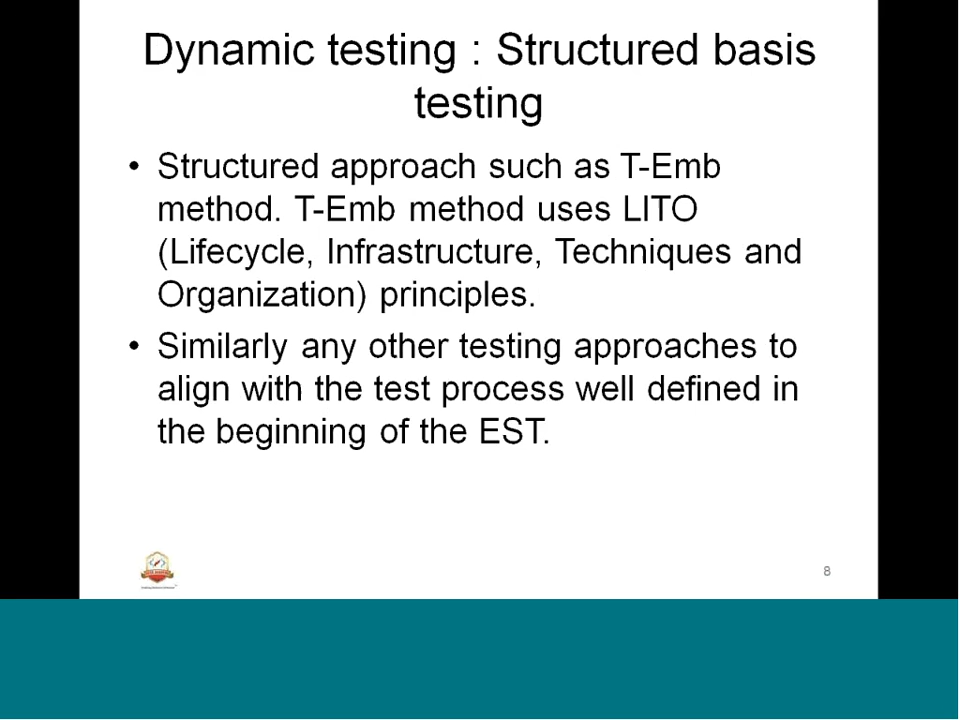 Dynamic testing : Structured basis
testing
• Structured approach such as T-Emb
method. T-Emb method uses LITO
(Lifecycle, Infrastructure, Techniques and
Organization) principles.
• Similarly any other testing approaches to
align with the test process well defined in
the beginning of the EST.
8